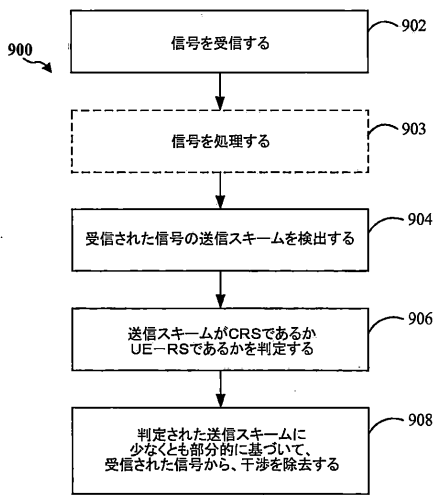 900
信号を受信する
902
信号を処理する
903
受信された信号の送信スキームを検出する
904
送信スキームがCRSであるか
UE-RSであるかを判定する
906
判定された送信スキームに
少なくとも部分的に基づいて、
受信された信号から、干渉を除去する
908